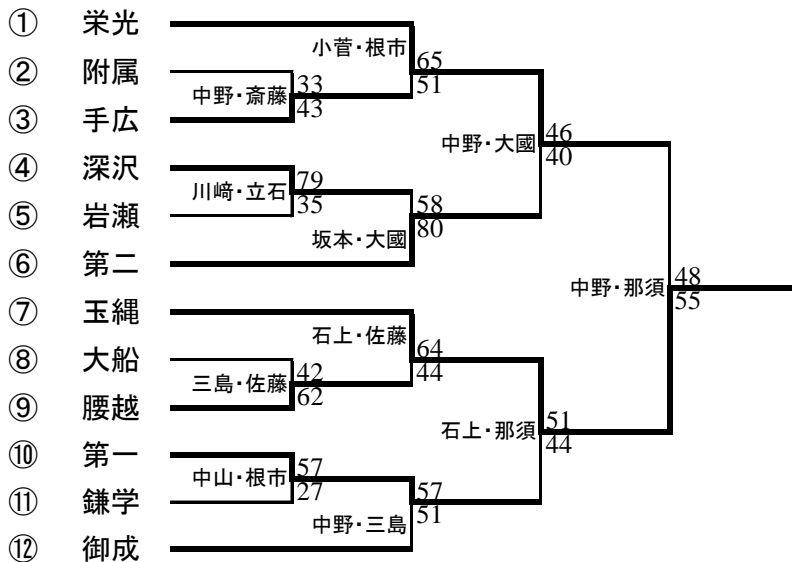 ① 栄光
小菅・根市
65
② 附属
33
51
中野・斎藤
43
③ 手広
46
中野・大國
40
④ 深沢
79
川﨑・立石
35
58
⑤ 岩瀬
80
坂本・大國
⑥ 第二
48
中野・那須
55
⑦ 玉縄
石上・佐藤
64
⑧ 大船
42
44
三島・佐藤
62
⑨ 腰越
51
石上・那須
44
⑩ 第一
57
中山・根市
27
57
⑪ 鎌学
51
中野・三島
⑫ 御成